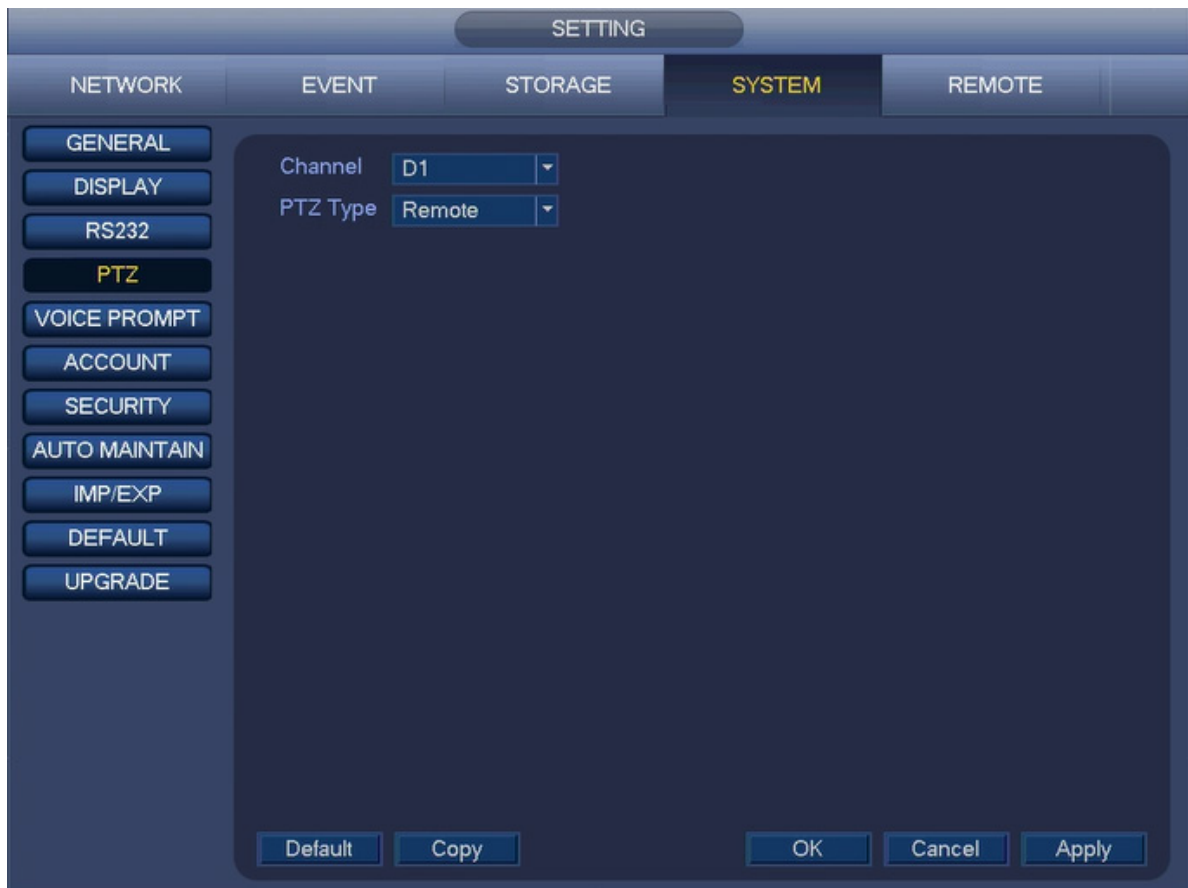 SETTING
NETWORK EVENT STORAGE SYSTEM REMOTE
GENERAL
DISPLAY
RS232
PTZ
VOICE PROMPT
ACCOUNT
SECURITY
AUTO MAINTAIN
IMP/EXP
DEFAULT
UPGRADE
Channel D1
PTZ Type Remote
Default Copy OK Cancel Apply